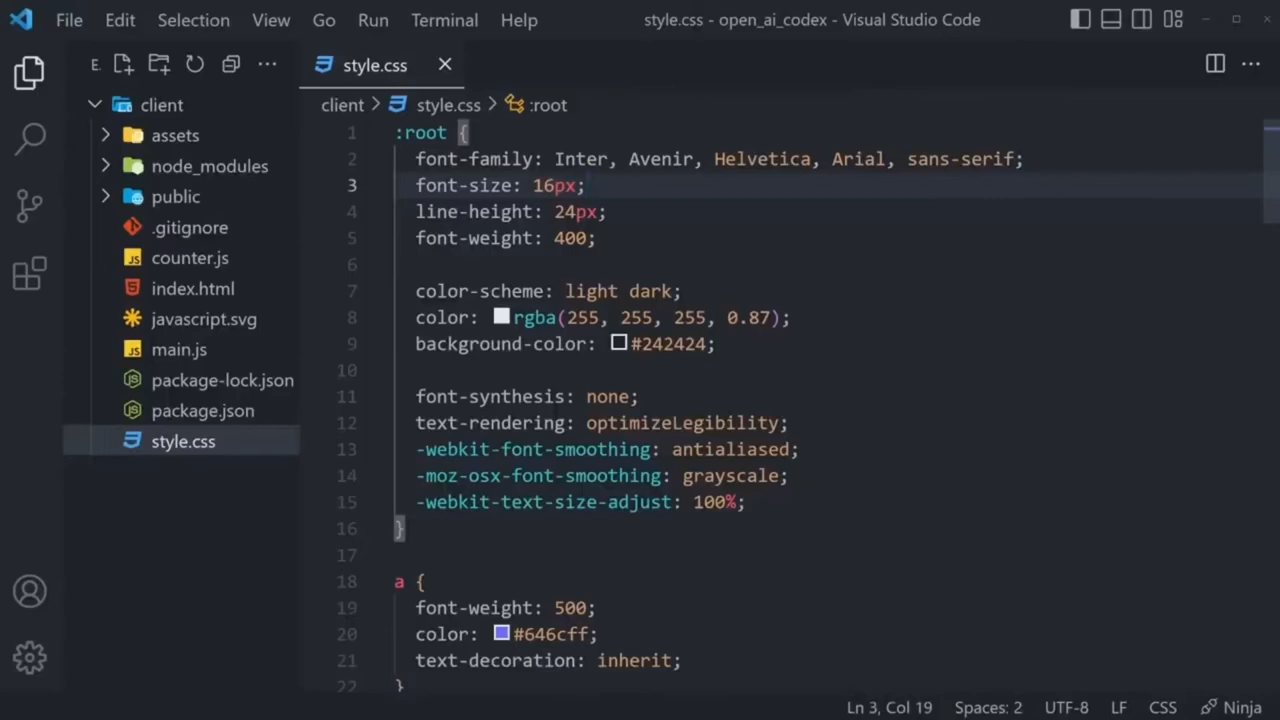 File Edit Selection View Go Run Terminal Help style.css - open_ai_codex - Visual Studio Code
E.
client
assets
node_modules
public
.gitignore
counter.js
index.html
javascript.svg
main.js
package-lock.json
package.json
style.css
style.css
client > style.css > :root
1 :root {
2 font-family: Inter, Avenir, Helvetica, Arial, sans-serif;
3 font-size: 16px;
4 line-height: 24px;
5 font-weight: 400;
6
7 color-scheme: light dark;
8 color: rgba(255, 255, 255, 0.87);
9 background-color: #242424;
10
11 font-synthesis: none;
12 text-rendering: optimizeLegibility;
13 -webkit-font-smoothing: antialiased;
14 -moz-osx-font-smoothing: grayscale;
15 -webkit-text-size-adjust: 100%;
16 }
17
18 a {
19 font-weight: 500;
20 color: #646cff;
21 text-decoration: inherit;
22 }
Ln 3, Col 19 Spaces: 2 UTF-8 LF CSS Ninja